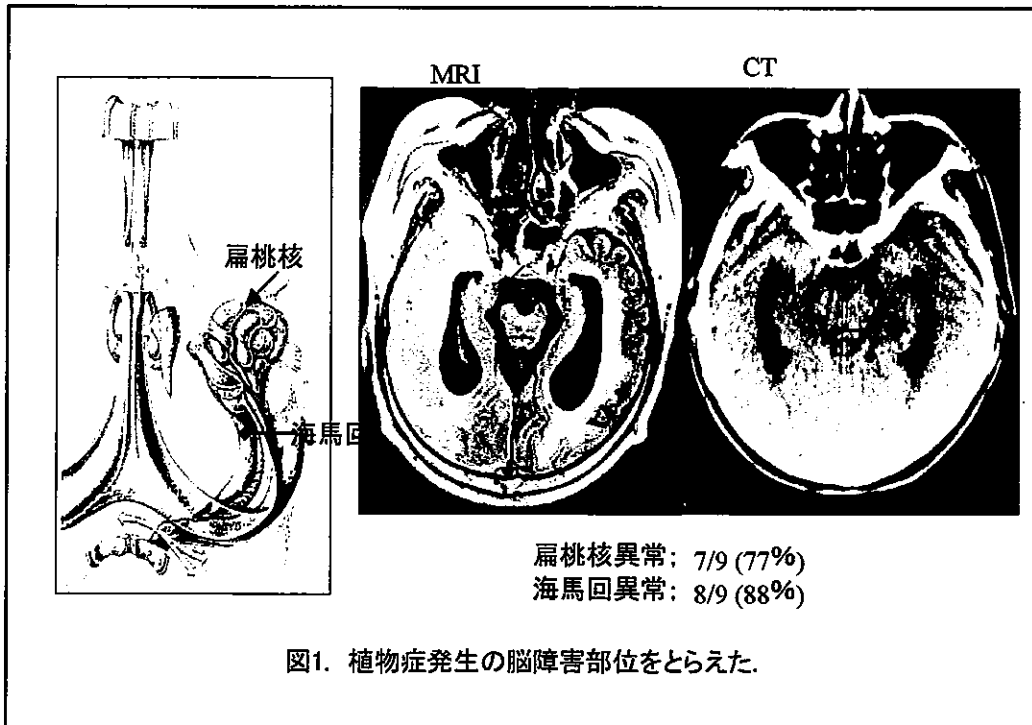 MRI
CT
扁桃核
海馬回
扁桃核異常; 7/9 (77%)
海馬回異常; 8/9 (88%)
図1. 植物症発生の脳障害部位をとらえた.